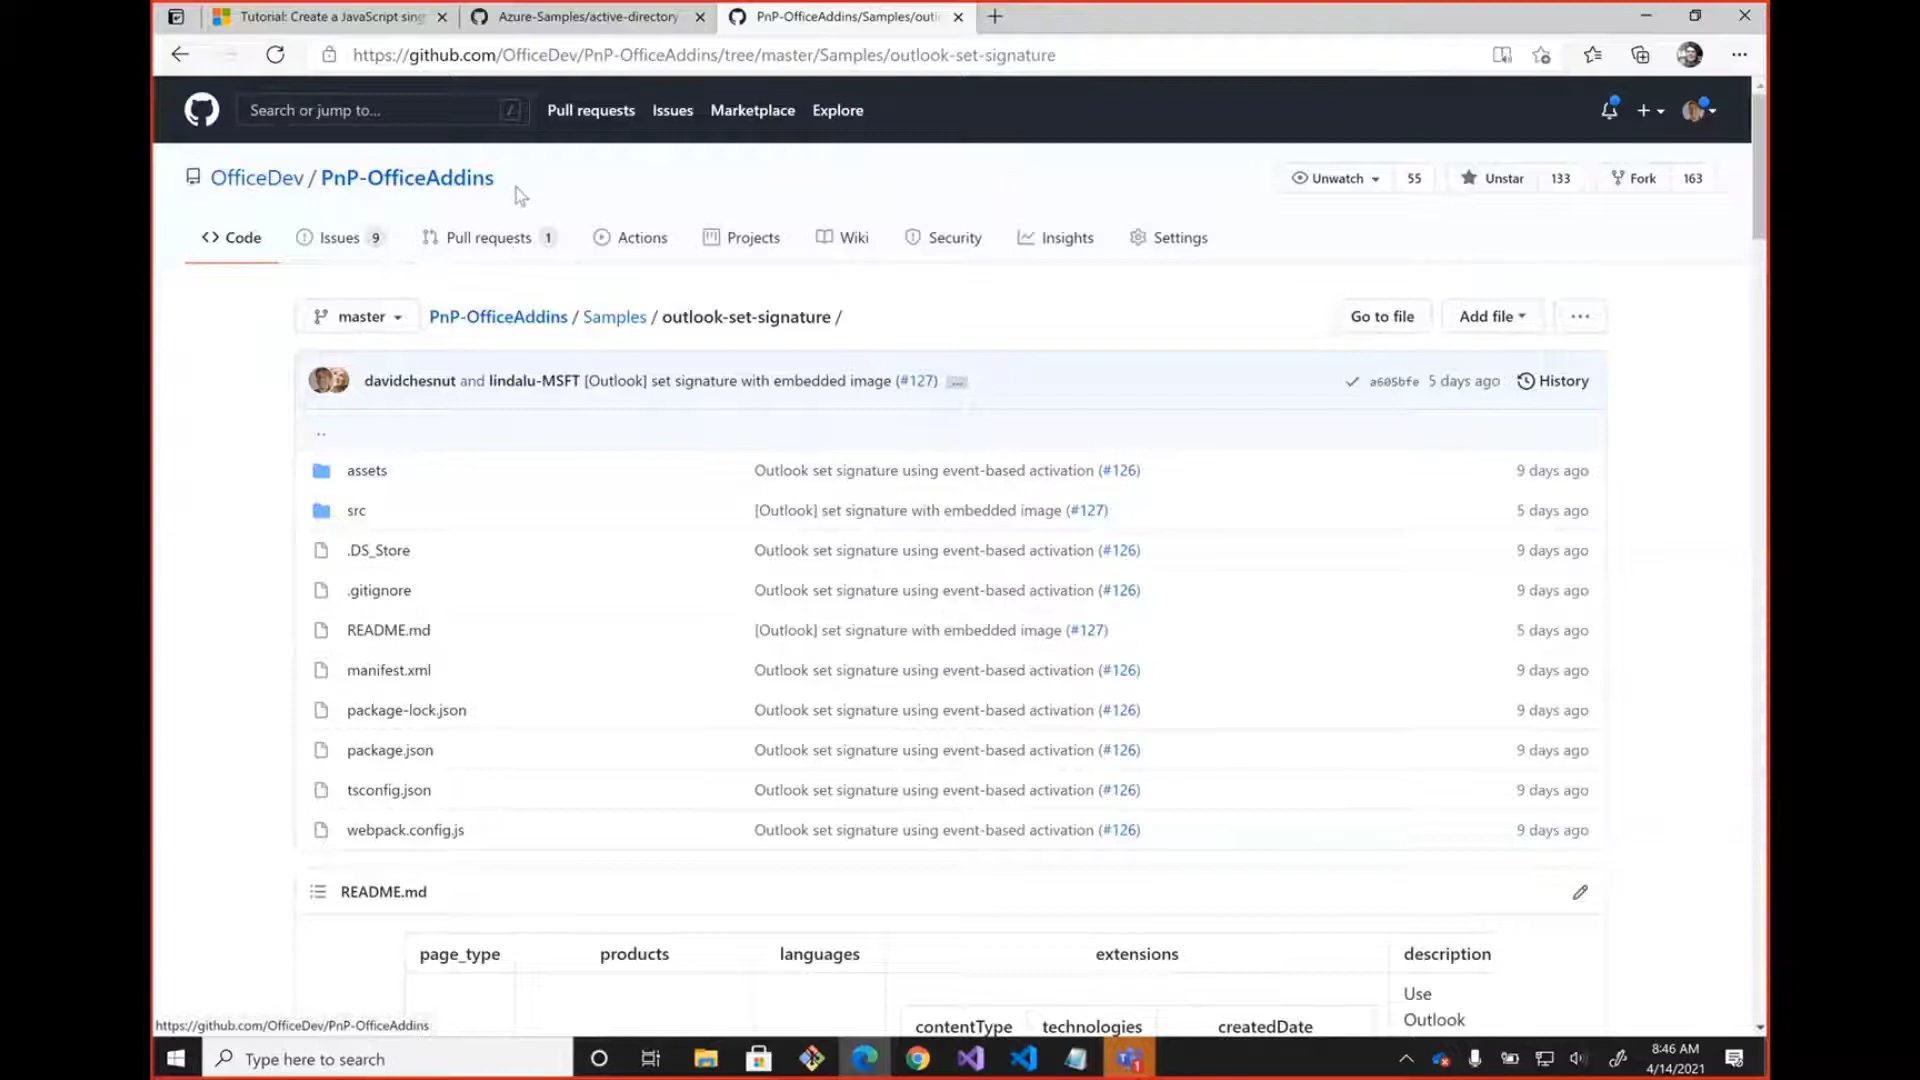 Tutorial: Create a JavaScript sing
Azure-Samples/active-directory
PnP-OfficeAddins/Samples/outl
https://github.com/OfficeDev/PnP-OfficeAddins/tree/master/Samples/outlook-set-signature
Search or jump to...
/
Pull requests
Issues
Marketplace
Explore
OfficeDev / PnP-OfficeAddins
Unwatch
55
Unstar
133
Fork
163
Code
Issues 9
Pull requests 1
Actions
Projects
Wiki
Security
Insights
Settings
master
PnP-OfficeAddins / Samples / outlook-set-signature /
Go to file
Add file
...
davidchesnut and lindalu-MSFT [Outlook] set signature with embedded image (#127) ...
a605bfe 5 days ago
History
..
assets Outlook set signature using event-based activation (#126) 9 days ago
src [Outlook] set signature with embedded image (#127) 5 days ago
.DS_Store Outlook set signature using event-based activation (#126) 9 days ago
.gitignore Outlook set signature using event-based activation (#126) 9 days ago
README.md [Outlook] set signature with embedded image (#127) 5 days ago
manifest.xml Outlook set signature using event-based activation (#126) 9 days ago
package-lock.json Outlook set signature using event-based activation (#126) 9 days ago
package.json Outlook set signature using event-based activation (#126) 9 days ago
tsconfig.json Outlook set signature using event-based activation (#126) 9 days ago
webpack.config.js Outlook set signature using event-based activation (#126) 9 days ago
README.md
page_type products languages extensions description
Use
Outlook
contentType technologies createdDate
https://github.com/OfficeDev/PnP-OfficeAddins
Type here to search
1
8:46 AM
4/14/2021